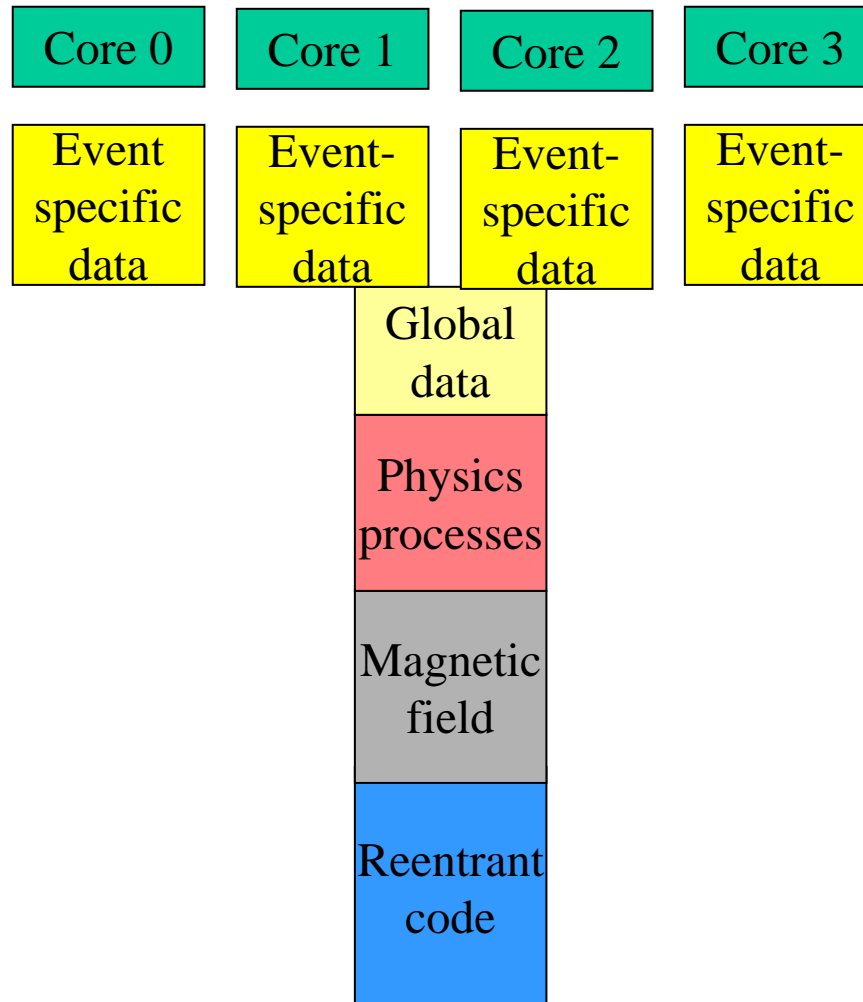 Core 0
Core 1
Core 2
Core 3
Event
specific
data
Event-
specific
data
Event-
specific
data
Event-
specific
data
Global
data
Physics
processes
Magnetic
field
Reentrant
code